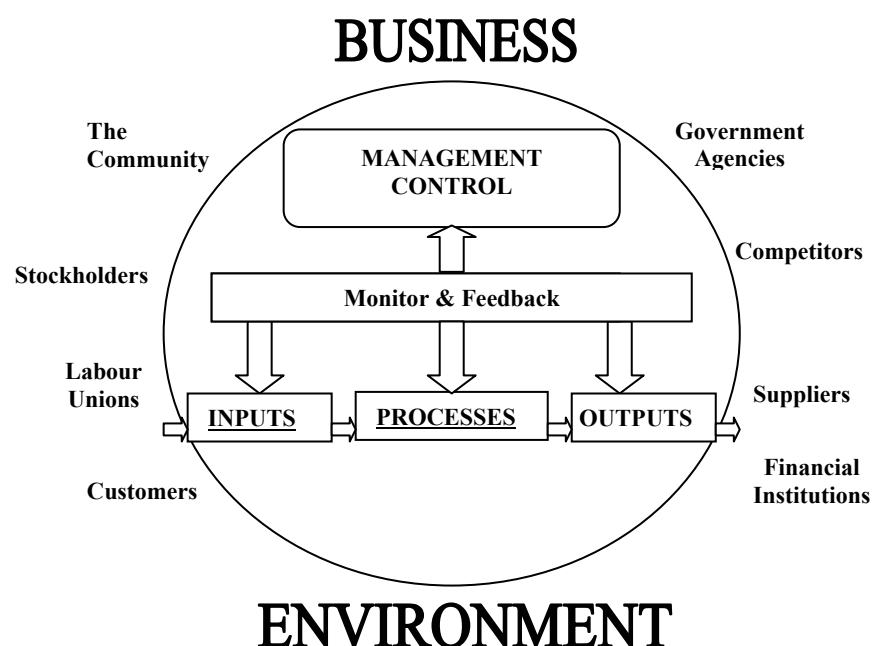 BUSINESS
The
Community
Government
Agencies
MANAGEMENT
CONTROL
Stockholders
Competitors
Monitor & Feedback
Labour
Unions
Suppliers
INPUTS
PROCESSES
OUTPUTS
Customers
Financial
Institutions
ENVIRONMENT